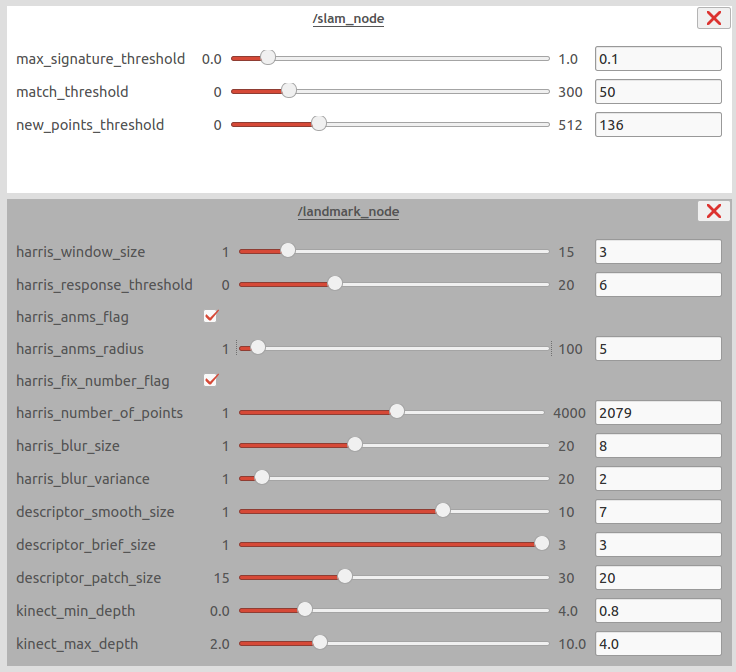 /slam_node
max_signature_threshold 0.0 1.0 0.1
match_threshold 0 300 50
new_points_threshold 0 512 136
/landmark_node
harris_window_size 1 15 3
harris_response_threshold 0 20 6
harris_anms_flag
harris_anms_radius 1 100 5
harris_fix_number_flag
harris_number_of_points 1 4000 2079
harris_blur_size 1 20 8
harris_blur_variance 1 20 2
descriptor_smooth_size 1 10 7
descriptor_brief_size 1 3 3
descriptor_patch_size 15 30 20
kinect_min_depth 0.0 4.0 0.8
kinect_max_depth 2.0 10.0 4.0